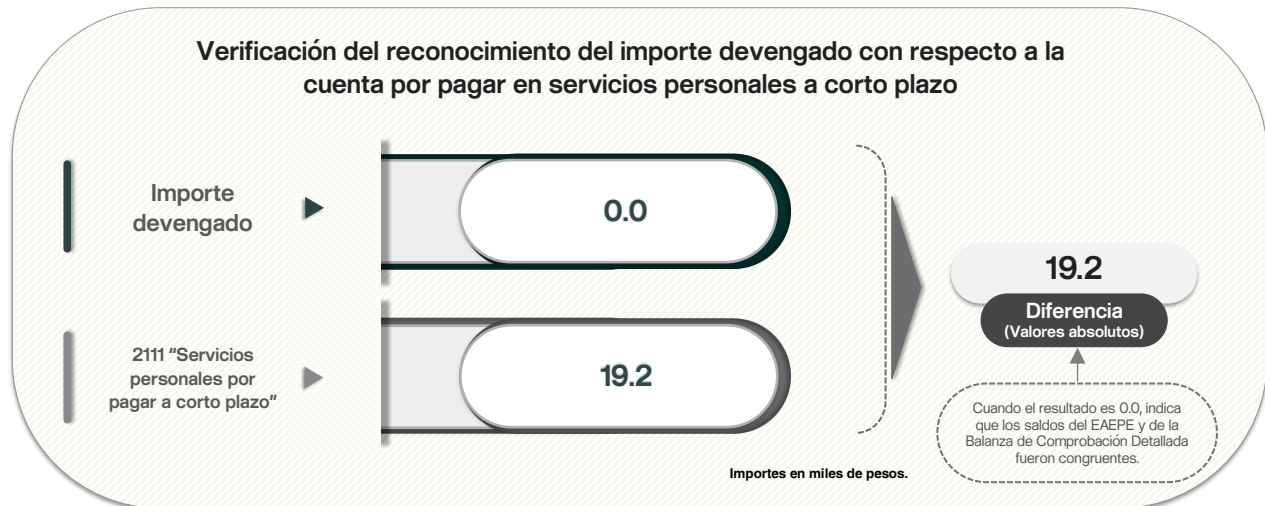 Verificación del reconocimiento del importe devengado con respecto a la
cuenta por pagar en servicios personales a corto plazo
Importe
devengado
0.0
2111 “Servicios
personales por
pagar a corto plazo”
19.2
19.2
Diferencia
(Valores absolutos)
Cuando el resultado es 0.0, indica
que los saldos del EAEPE y de la
Balanza de Comprobación Detallada
fueron congruentes.
Importes en miles de pesos.